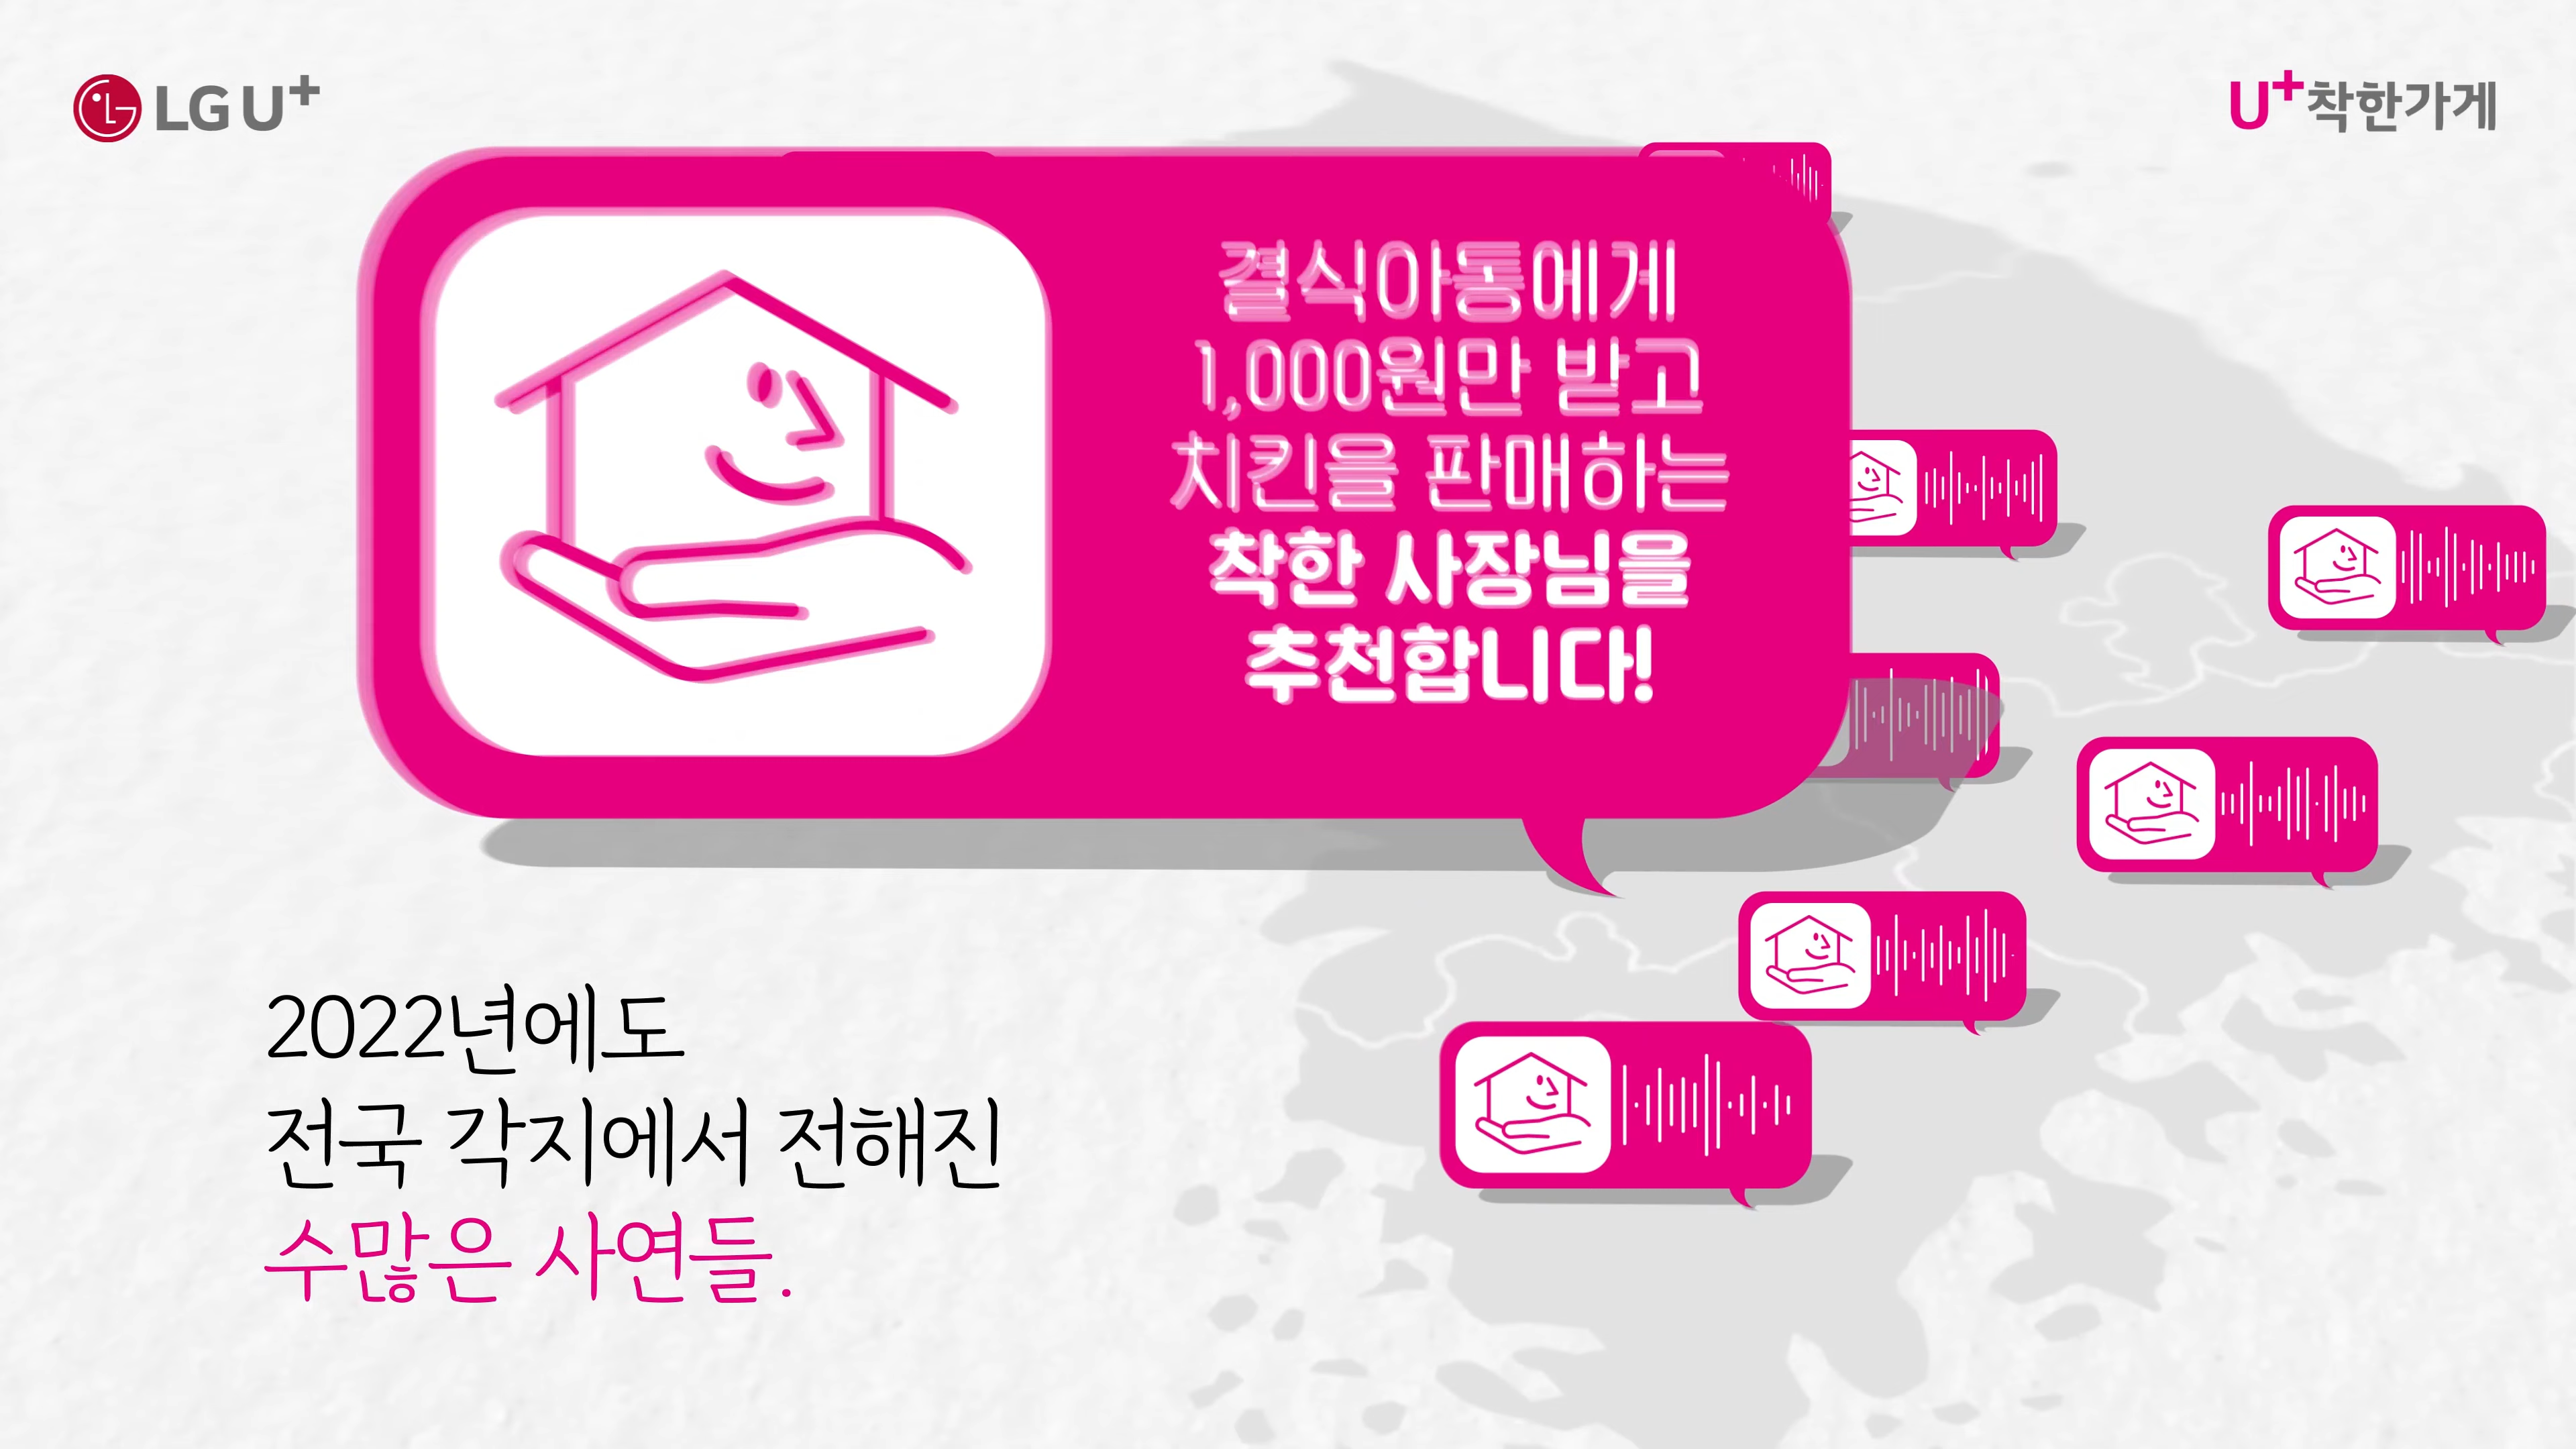 LG U+
U+착한가게
결식아동에게
1,000원만 받고
치킨을 판매하는
착한 사장님을
추천합니다!
2022년에도
전국 각지에서 전해진
수많은 사연들.